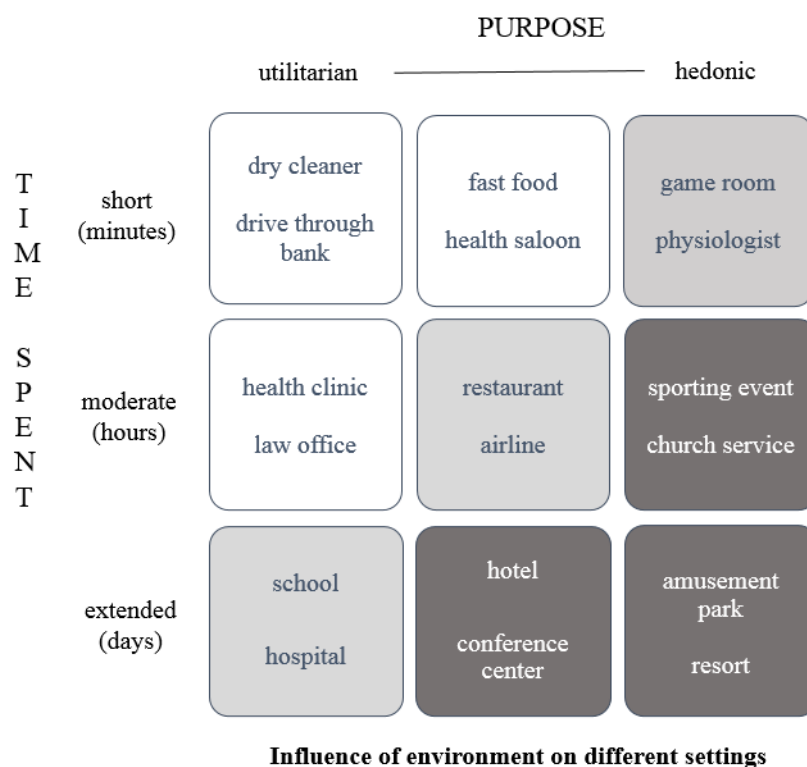 PURPOSE
utilitarian
hedonic
TIME SPENT
short
(minutes)
dry cleaner
drive through
bank
fast food
health saloon
game room
physiologist
moderate
(hours)
health clinic
law office
restaurant
airline
sporting event
church service
extended
(days)
school
hospital
hotel
conference
center
amusement
park
resort
Influence of environment on different settings